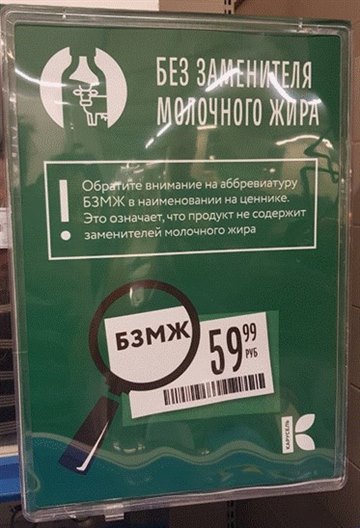 БЕЗ ЗАМЕНИТЕЛЯ
МОЛОЧНОГО ЖИРА
!
Обратите внимание на аббревиатуру
БЗМЖ в наименовании на ценнике.
Это означает, что продукт не содержит
заменителей молочного жира
БЗМЖ
59 99
РУБ
КАРУСЕЛЬ